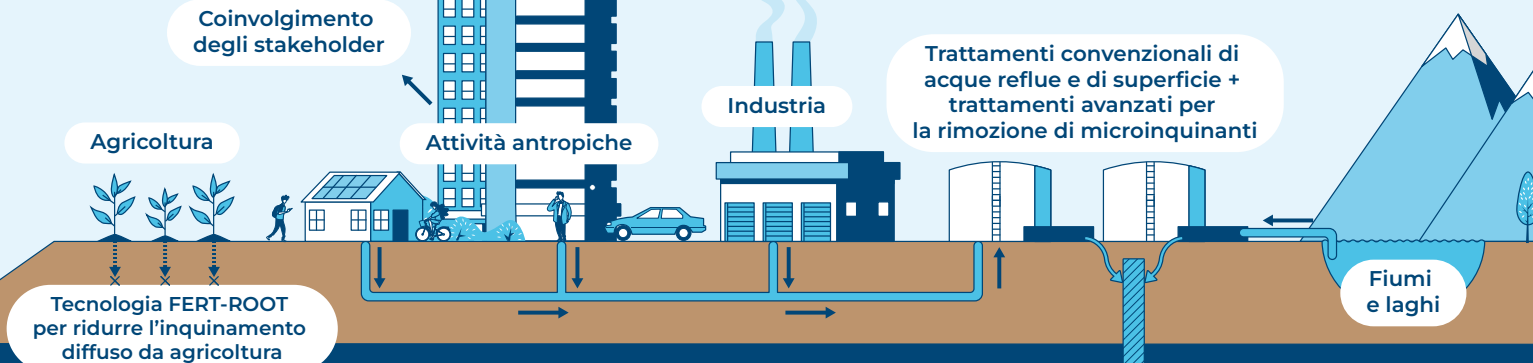 Coinvolgimento
degli stakeholder
Agricoltura
Attività antropiche
Industria
Trattamenti convenzionali di
acque reflue e di superficie +
trattamenti avanzati per
la rimozione di microinquinanti
Tecnologia FERT-ROOT
per ridurre l’inquinamento
diffuso da agricoltura
Fiumi
e laghi